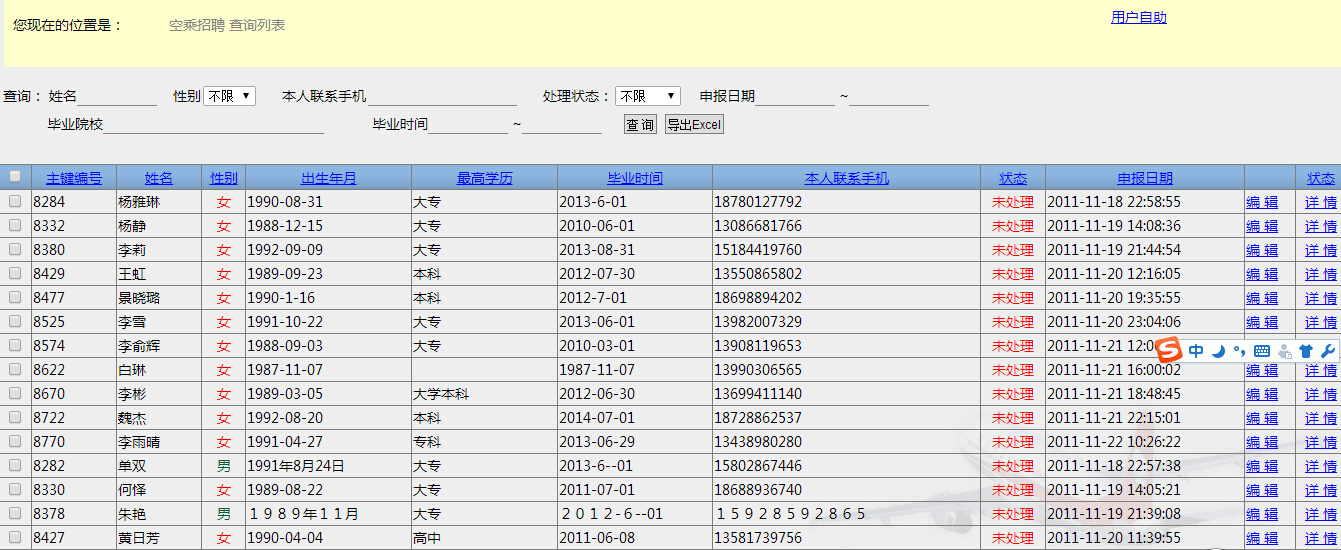 您现在的位置是： 空乘招聘 查询列表 用户自助
查询： 姓名 性别 不限 本人联系手机 处理状态： 不限 申报日期 ~
毕业院校 毕业时间 ~ 查 询 导出Excel
主键编号 姓名 性别 出生年月 最高学历 毕业时间 本人联系手机 状态 申报日期 状态
8284 杨雅琳 女 1990-08-31 大专 2013-6-01 18780127792 未处理 2011-11-18 22:58:55 编 辑 详 情
8332 杨静 女 1988-12-15 大专 2010-06-01 13086681766 未处理 2011-11-19 14:08:36 编 辑 详 情
8380 李莉 女 1992-09-09 大专 2013-08-31 15184419760 未处理 2011-11-19 21:44:54 编 辑 详 情
8429 王虹 女 1989-09-23 本科 2012-07-30 13550865802 未处理 2011-11-20 12:16:05 编 辑 详 情
8477 景晓璐 女 1990-1-16 本科 2012-7-01 18698894202 未处理 2011-11-20 19:35:55 编 辑 详 情
8525 李雪 女 1991-10-22 大专 2013-06-01 13982007329 未处理 2011-11-20 23:04:06 编 辑 详 情
8574 李俞辉 女 1988-09-03 大专 2010-03-01 13908119653 未处理 2011-11-21 编 辑 详 情
中
8622 白琳 女 1987-11-07 1987-11-07 13990306565 未处理 2011-11-21 16:00:02 编 辑 详 情
8670 李彬 女 1989-03-05 大学本科 2012-06-30 13699411140 未处理 2011-11-21 18:48:45 编 辑 详 情
8722 魏杰 女 1992-08-20 本科 2014-07-01 18728862537 未处理 2011-11-21 22:15:01 编 辑 详 情
8770 李雨晴 女 1991-04-27 专科 2013-06-29 13438980280 未处理 2011-11-22 10:26:22 编 辑 详 情
8282 单双 男 1991年8月24日 大专 2013-6--01 15802867446 未处理 2011-11-18 22:57:38 编 辑 详 情
8330 何怿 女 1989-08-22 大专 2011-07-01 18688936740 未处理 2011-11-19 14:05:21 编 辑 详 情
8378 朱艳 男 １９８９年１１月 大专 ２０１２-６--01 １５９２８５９２８６５ 未处理 2011-11-19 21:39:08 编 辑 详 情
8427 黄日芳 女 1990-04-04 高中 2011-06-08 13581739756 未处理 2011-11-20 11:39:55 编 辑 详 情